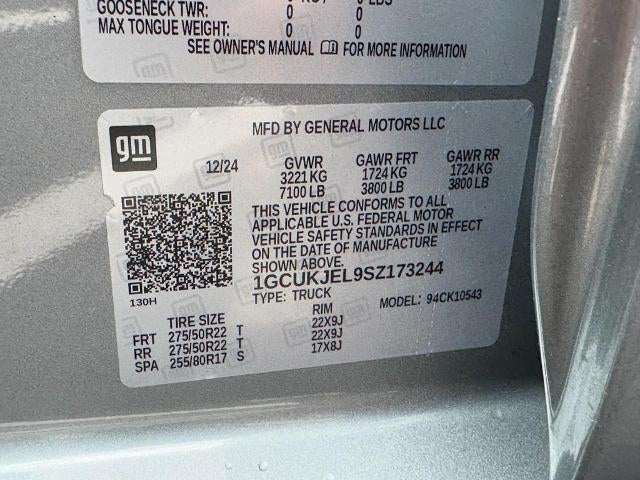 GOOSENECK TWR: 0 KG / 0 LBS
MAX TONGUE WEIGHT: 0 0
SEE OWNER'S MANUAL FOR MORE INFORMATION
gm
MFD BY GENERAL MOTORS LLC
12/24 GVWR GAWR FRT GAWR RR
3221 KG 1724 KG 1724 KG
7100 LB 3800 LB 3800 LB
THIS VEHICLE CONFORMS TO ALL
APPLICABLE U.S. FEDERAL MOTOR
VEHICLE SAFETY STANDARDS IN EFFECT
ON THE DATE OF MANUFACTURE
SHOWN ABOVE.
1GCUKJEL9SZ173244
130H
TYPE: TRUCK MODEL: 94CK10543
TIRE SIZE RIM
FRT 275/50R22 T 22X9J
RR 275/50R22 T 22X9J
SPA 255/80R17 S 17X8J